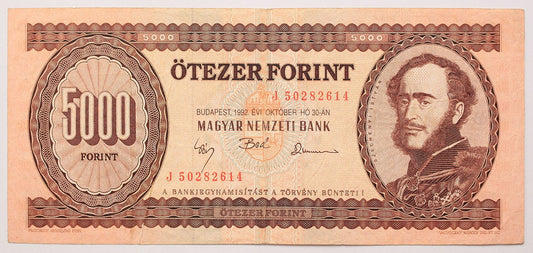 5000 5000
ÖTEZER FORINT
J 50282614
BUDAPEST, 1992. ÉVI OKTÓBER HÓ 30-ÁN
MAGYAR NEMZETI BANK
5000
FORINT
J 50282614
A BANKJEGYHAMISÍTÁST A TÖRVÉNY BÜNTETI!
ÖTEZER FORINT